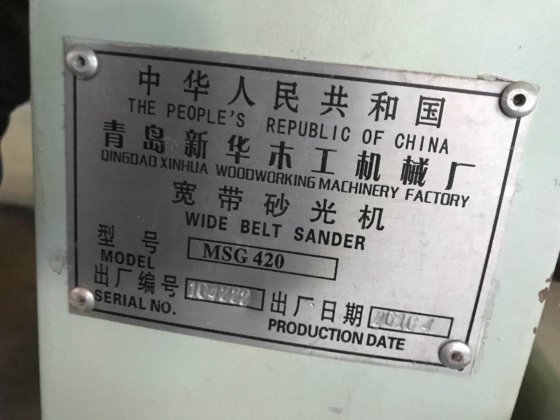 中华人民共和国
THE PEOPLE'S REPUBLIC OF CHINA
青岛新华木工机械厂
QINGDAO XINHUA WOODWORKING MACHINERY FACTORY
宽带砂光机
WIDE BELT SANDER
型号 MSG 420
MODEL
出厂编号 出厂日期
SERIAL NO. PRODUCTION DATE